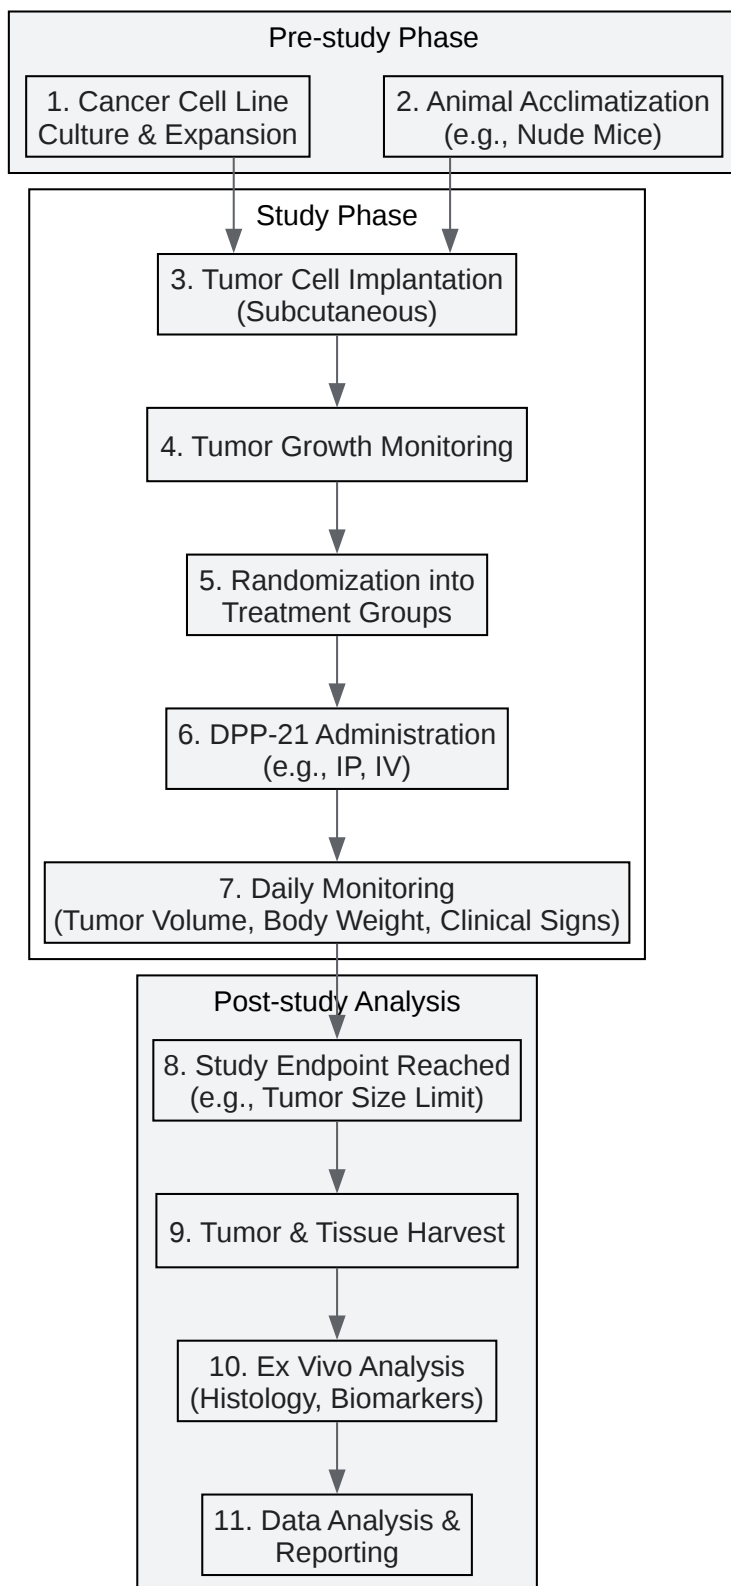 Pre-study Phase
1. Cancer Cell Line
Culture & Expansion
2. Animal Acclimatization
(e.g., Nude Mice)
Study Phase
3. Tumor Cell Implantation
(Subcutaneous)
4. Tumor Growth Monitoring
5. Randomization into
Treatment Groups
6. DPP-21 Administration
(e.g., IP, IV)
7. Daily Monitoring
(Tumor Volume, Body Weight, Clinical Signs)
Post-study Analysis
8. Study Endpoint Reached
(e.g., Tumor Size Limit)
9. Tumor & Tissue Harvest
10. Ex Vivo Analysis
(Histology, Biomarkers)
11. Data Analysis &
Reporting